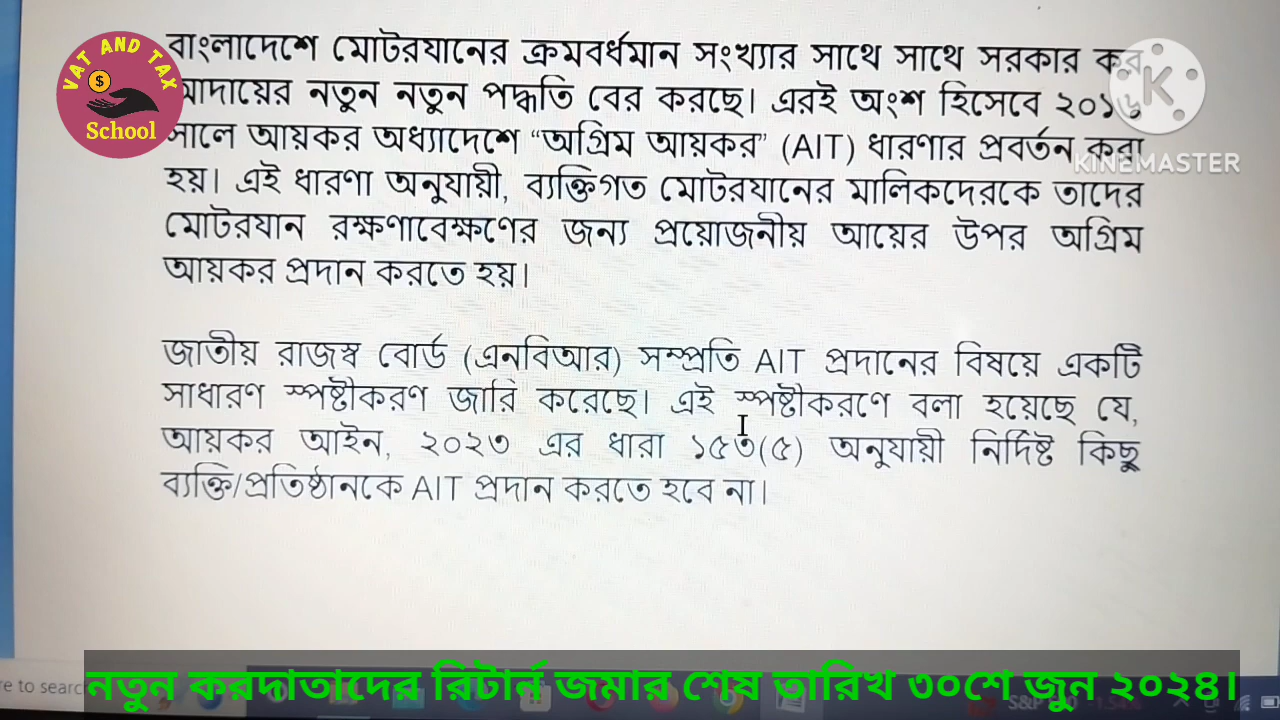 VAT AND TAX
School
বাংলাদেশে মোটরযানের ক্রমবর্ধমান সংখ্যার সাথে সাথে সরকার কর
আদায়ের নতুন নতুন পদ্ধতি বের করছে। এরই অংশ হিসেবে ২০১৬
সালে আয়কর অধ্যাদেশে “অগ্রিম আয়কর” (AIT) ধারণার প্রবর্তন করা
হয়। এই ধারণা অনুযায়ী, ব্যক্তিগত মোটরযানের মালিকদেরকে তাদের
মোটরযান রক্ষণাবেক্ষণের জন্য প্রয়োজনীয় আয়ের উপর অগ্রিম
আয়কর প্রদান করতে হয়।
K
KINEMASTER
জাতীয় রাজস্ব বোর্ড (এনবিআর) সম্প্রতি AIT প্রদানের বিষয়ে একটি
সাধারণ স্পষ্টীকরণ জারি করেছে। এই স্পষ্টীকরণে বলা হয়েছে যে,
আয়কর আইন, ২০২৩ এর ধারা ১৫৩(৫) অনুযায়ী নির্দিষ্ট কিছু
ব্যক্তি/প্রতিষ্ঠানকে AIT প্রদান করতে হবে না।
নতুন করদাতাদের রিটার্ন জমার শেষ তারিখ ৩০শে জুন ২০২৪।
re to search